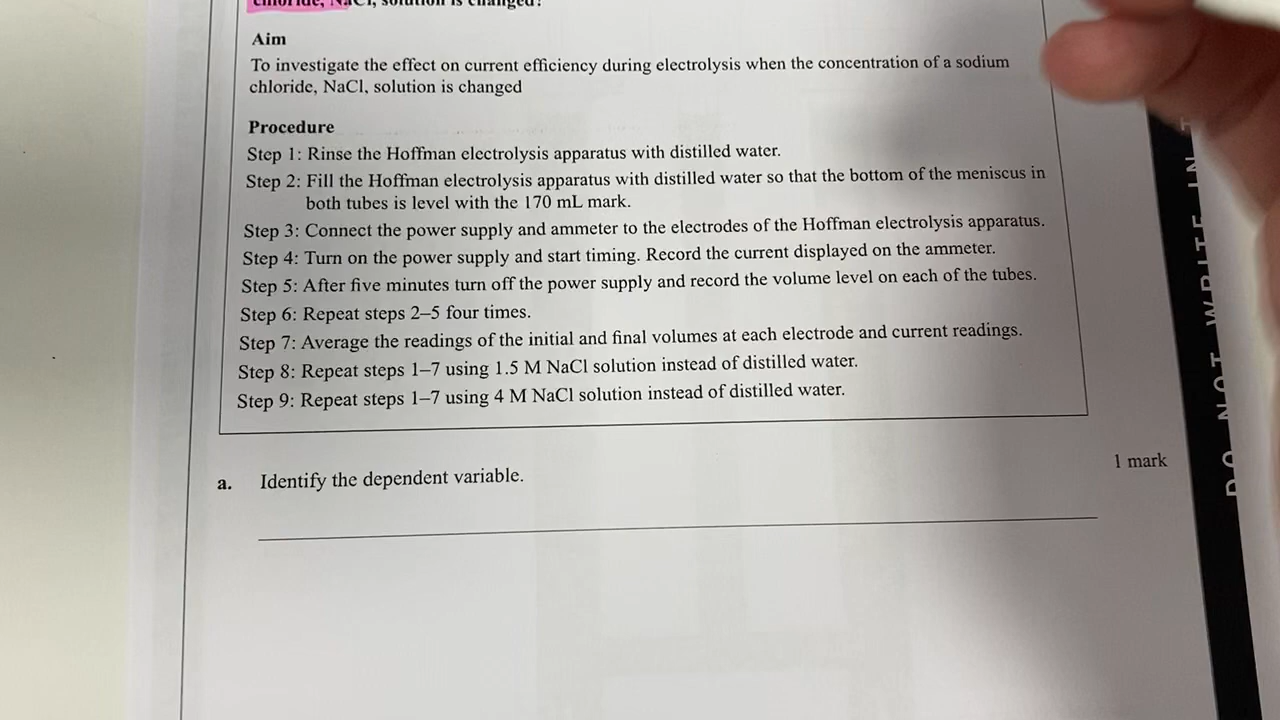 chloride, NaCl, solution is changed?
Aim
To investigate the effect on current efficiency during electrolysis when the concentration of a sodium
chloride, NaCl, solution is changed
Procedure
Step 1: Rinse the Hoffman electrolysis apparatus with distilled water.
Step 2: Fill the Hoffman electrolysis apparatus with distilled water so that the bottom of the meniscus in
both tubes is level with the 170 mL mark.
Step 3: Connect the power supply and ammeter to the electrodes of the Hoffman electrolysis apparatus.
Step 4: Turn on the power supply and start timing. Record the current displayed on the ammeter.
Step 5: After five minutes turn off the power supply and record the volume level on each of the tubes.
Step 6: Repeat steps 2–5 four times.
Step 7: Average the readings of the initial and final volumes at each electrode and current readings.
Step 8: Repeat steps 1–7 using 1.5 M NaCl solution instead of distilled water.
Step 9: Repeat steps 1–7 using 4 M NaCl solution instead of distilled water.
a. Identify the dependent variable.
1 mark
DO NOT WRITE IN T